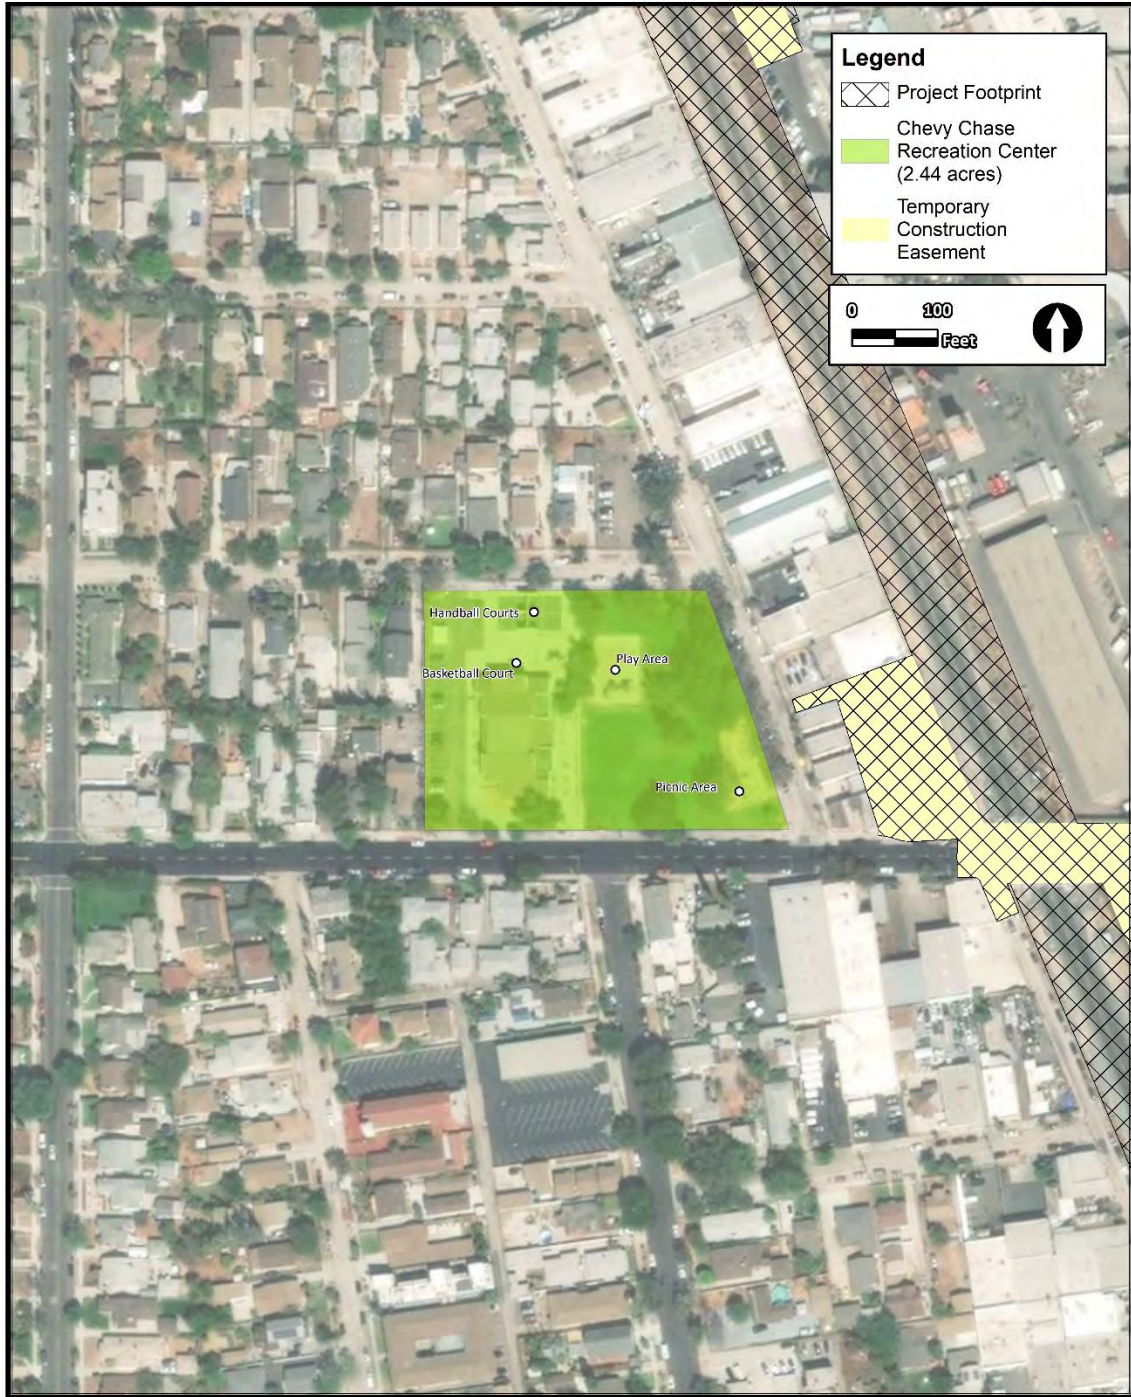 Legend
Project Footprint
Chevy Chase
Recreation Center
(2.44 acres)
Temporary
Construction
Easement
0 100
Feet
Handball Courts
Play Area
Basketball Court
Picnic Area